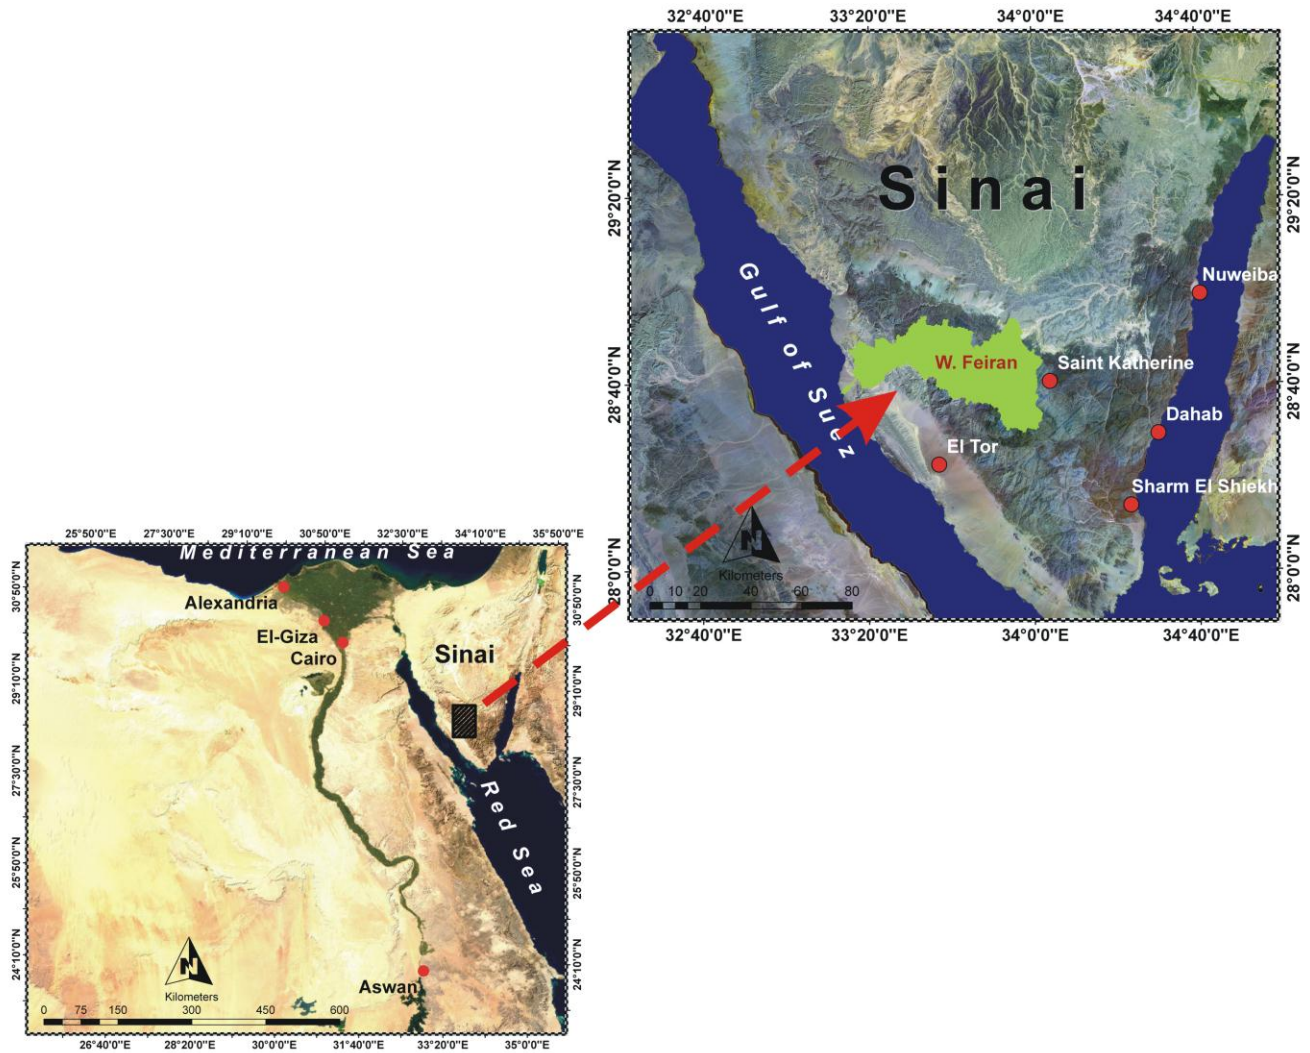 32°40'0"E 33°20'0"E 34°0'0"E 34°40'0"E
29°20'0"N
28°40'0"N
28°0'0"N
Sinai
Gulf of Suez
Nuweiba
W. Feiran
Saint Katherine
Dahab
El Tor
Sharm El Shiekh
N
Kilometers
0 10 20 40 60 80
29°20'0"N
28°40'0"N
28°0'0"N
32°40'0"E 33°20'0"E 34°0'0"E 34°40'0"E
25°50'0"E 27°30'0"E 29°10'0"E 30°50'0"E 32°30'0"E 34°10'0"E 35°50'0"E
Mediterranean Sea
30°50'0"N
29°10'0"N
27°30'0"N
25°50'0"N
24°10'0"N
Alexandria
El-Giza
Cairo
Sinai
Red Sea
Aswan
N
Kilometers
0 75 150 300 450 600
30°50'0"N
29°10'0"N
27°30'0"N
25°50'0"N
24°10'0"N
26°40'0"E 28°20'0"E 30°0'0"E 31°40'0"E 33°20'0"E 35°0'0"E